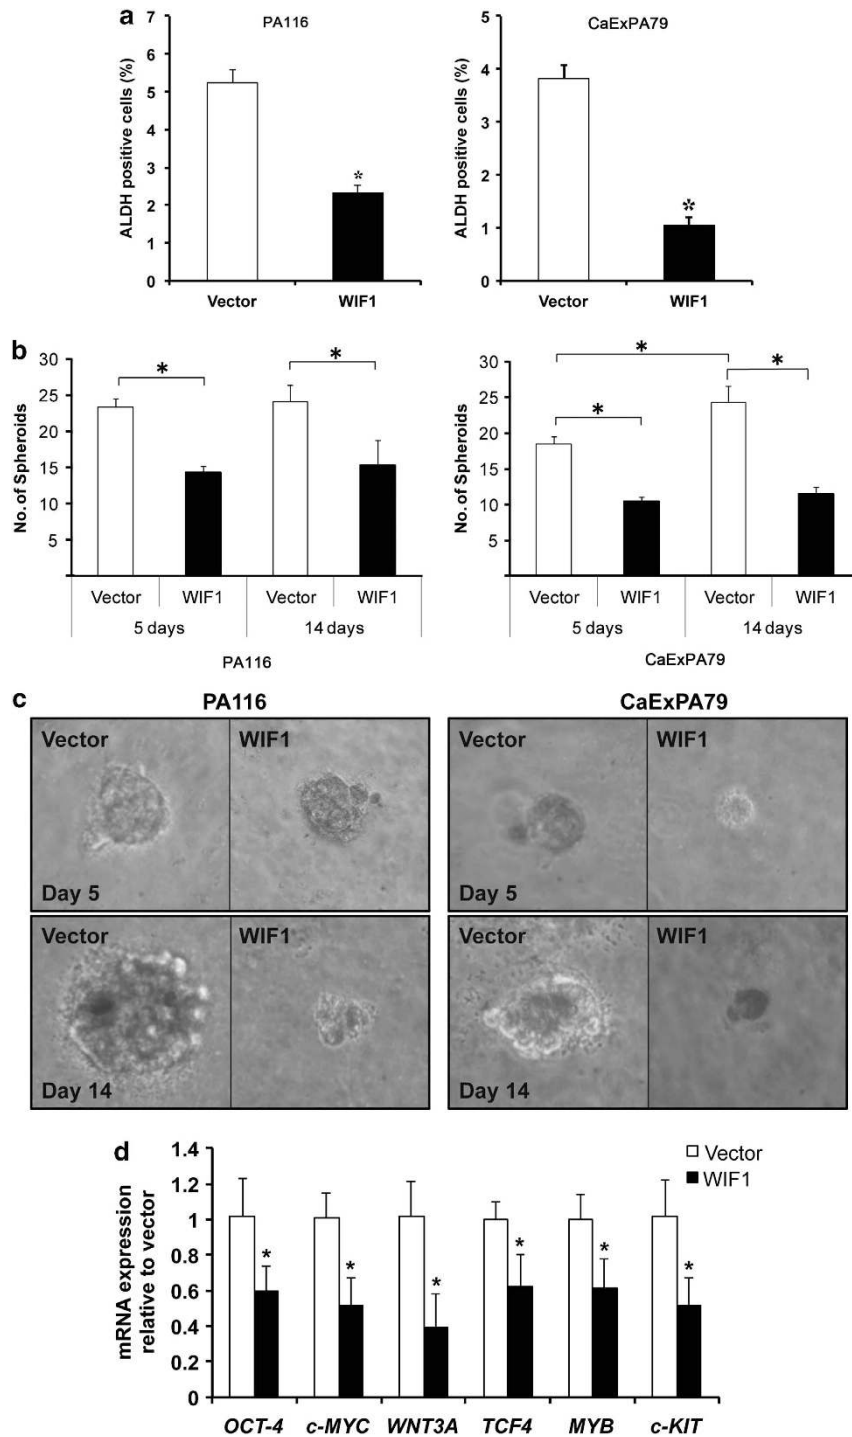 a
PA116
CaExPA79
ALDH positive cells (%)
8
7
6
5
4
3
2
1
0
*
Vector WIF1
ALDH positive cells (%)
5
4
3
2
1
0
*
Vector WIF1
b
No. of Spheroids
30
25
20
15
10
5
* *
Vector WIF1 Vector WIF1
5 days 14 days
PA116
No. of Spheroids
30
25
20
15
10
5
* * *
Vector WIF1 Vector WIF1
5 days 14 days
CaExPA79
c
PA116 CaExPA79
Vector WIF1 Vector WIF1
Day 5 Day 5
Vector WIF1 Vector WIF1
Day 14 Day 14
d
mRNA expression
relative to vector
1.4
1.2
1
0.8
0.6
0.4
0.2
0
Vector
WIF1
* * * * * *
OCT-4 c-MYC WNT3A TCF4 MYB c-KIT